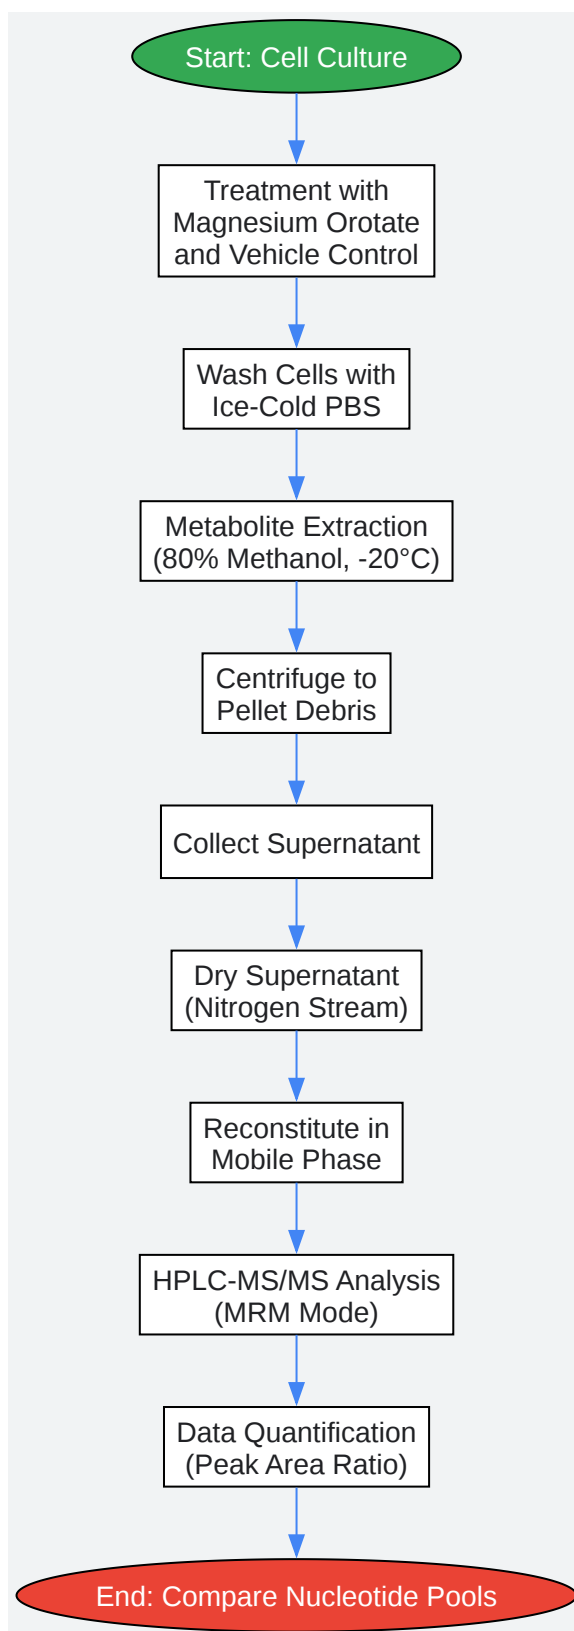 Start: Cell Culture
Treatment with
Magnesium Orotate
and Vehicle Control
Wash Cells with
Ice-Cold PBS
Metabolite Extraction
(80% Methanol, -20°C)
Centrifuge to
Pellet Debris
Collect Supernatant
Dry Supernatant
(Nitrogen Stream)
Reconstitute in
Mobile Phase
HPLC-MS/MS Analysis
(MRM Mode)
Data Quantification
(Peak Area Ratio)
End: Compare Nucleotide Pools